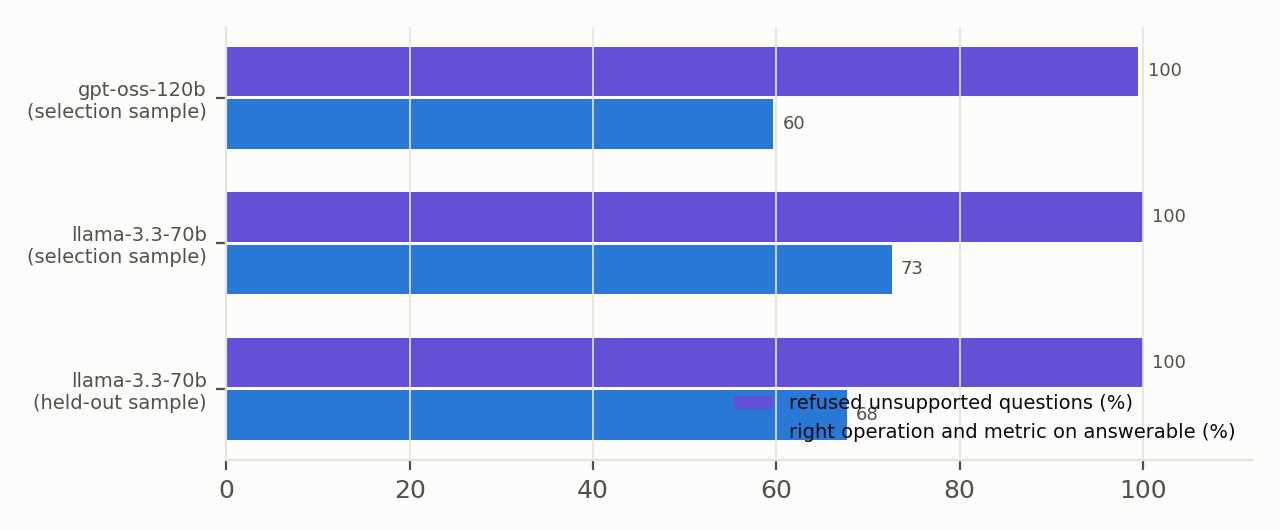 gpt-oss-120b
(selection sample)
100
60
llama-3.3-70b
(selection sample)
100
73
llama-3.3-70b
(held-out sample)
100
68
refused unsupported questions (%)
right operation and metric on answerable (%)
0 20 40 60 80 100